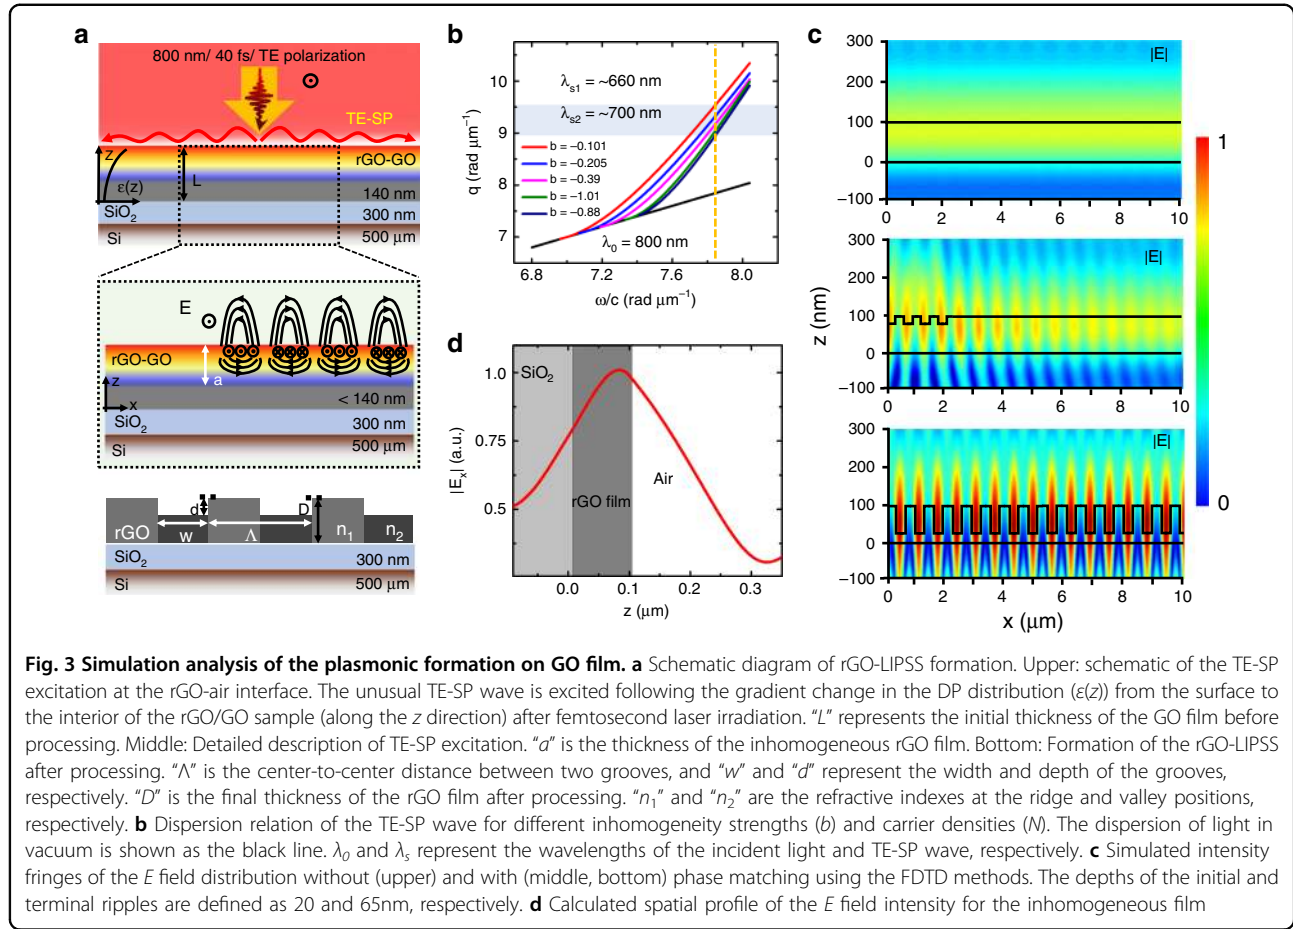 a
800 nm/ 40 fs/ TE polarization
TE-SP
z
rGO-GO
L
ε(z)
140 nm
SiO₂
300 nm
Si
500 μm
E
rGO-GO
a
z
x
< 140 nm
SiO₂
300 nm
Si
500 μm
d
D
rGO
w
Λ
n₁
n₂
SiO₂
300 nm
Si
500 μm
b
q (rad μm⁻¹)
10
9
8
7
λs1 = ~660 nm
λs2 = ~700 nm
b = −0.101
b = −0.205
b = −0.39
b = −1.01
b = −0.88
λ0 = 800 nm
6.8
7.2
7.6
8.0
ω/c (rad μm⁻¹)
d
|Eₓ| (a.u.)
1.0
0.75
0.5
SiO₂
rGO film
Air
0.0
0.1
0.2
0.3
z (μm)
c
z (nm)
300
200
100
0
−100
|E|
0 2 4 6 8 10
300
200
100
0
−100
|E|
0 2 4 6 8 10
300
200
100
0
−100
|E|
0 2 4 6 8 10
x (μm)
1
0
Fig. 3 Simulation analysis of the plasmonic formation on GO film. a Schematic diagram of rGO-LIPSS formation. Upper: schematic of the TE-SP
excitation at the rGO-air interface. The unusual TE-SP wave is excited following the gradient change in the DP distribution (ε(z)) from the surface to
the interior of the rGO/GO sample (along the z direction) after femtosecond laser irradiation. “L” represents the initial thickness of the GO film before
processing. Middle: Detailed description of TE-SP excitation. “a” is the thickness of the inhomogeneous rGO film. Bottom: Formation of the rGO-LIPSS
after processing. “Λ” is the center-to-center distance between two grooves, and “w” and “d” represent the width and depth of the grooves,
respectively. “D” is the final thickness of the rGO film after processing. “n₁” and “n₂” are the refractive indexes at the ridge and valley positions,
respectively. b Dispersion relation of the TE-SP wave for different inhomogeneity strengths (b) and carrier densities (N). The dispersion of light in
vacuum is shown as the black line. λ0 and λs represent the wavelengths of the incident light and TE-SP wave, respectively. c Simulated intensity
fringes of the E field distribution without (upper) and with (middle, bottom) phase matching using the FDTD methods. The depths of the initial and
terminal ripples are defined as 20 and 65nm, respectively. d Calculated spatial profile of the E field intensity for the inhomogeneous film